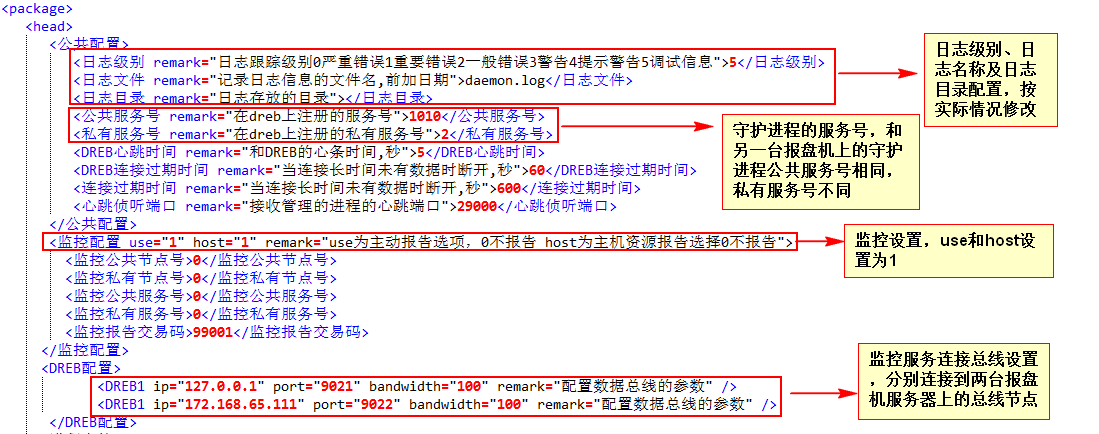 <package>
<head>
<公共配置>
<日志级别 remark="日志跟踪级别0严重错误1重要错误2一般错误3警告4提示警告5调试信息">5</日志级别>
<日志文件 remark="记录日志信息的文件名,前加日期">daemon.log</日志文件>
<日志目录 remark="日志存放的目录"></日志目录>
<公共服务号 remark="在dreb上注册的服务号">1010</公共服务号>
<私有服务号 remark="在dreb上注册的私有服务号">2</私有服务号>
<DREB心跳时间 remark="和DREB的心条时间,秒">5</DREB心跳时间>
<DREB连接过期时间 remark="当连接长时间未有数据时断开,秒">60</DREB连接过期时间>
<连接过期时间 remark="当连接长时间未有数据时断开,秒">600</连接过期时间>
<心跳侦听端口 remark="接收管理的进程的心跳端口">29000</心跳侦听端口>
</公共配置>
<监控配置 use="1" host="1" remark="use为主动报告选项，0不报告 host为主机资源报告选择0不报告">
<监控公共节点号>0</监控公共节点号>
<监控私有节点号>0</监控私有节点号>
<监控公共服务号>0</监控公共服务号>
<监控私有服务号>0</监控私有服务号>
<监控报告交易码>99001</监控报告交易码>
</监控配置>
<DREB配置>
<DREB1 ip="127.0.0.1" port="9021" bandwidth="100" remark="配置数据总线的参数" />
<DREB1 ip="172.168.65.111" port="9022" bandwidth="100" remark="配置数据总线的参数" />
</DREB配置>
日志级别、日
志名称及日志
目录配置，按
实际情况修改
守护进程的服务号，和
另一台报盘机上的守护
进程公共服务号相同，
私有服务号不同
监控设置，use和host设
置为1
监控服务连接总线设置
，分别连接到两台报盘
机服务器上的总线节点